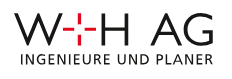 W+H AG
INGENIEURE UND PLANER